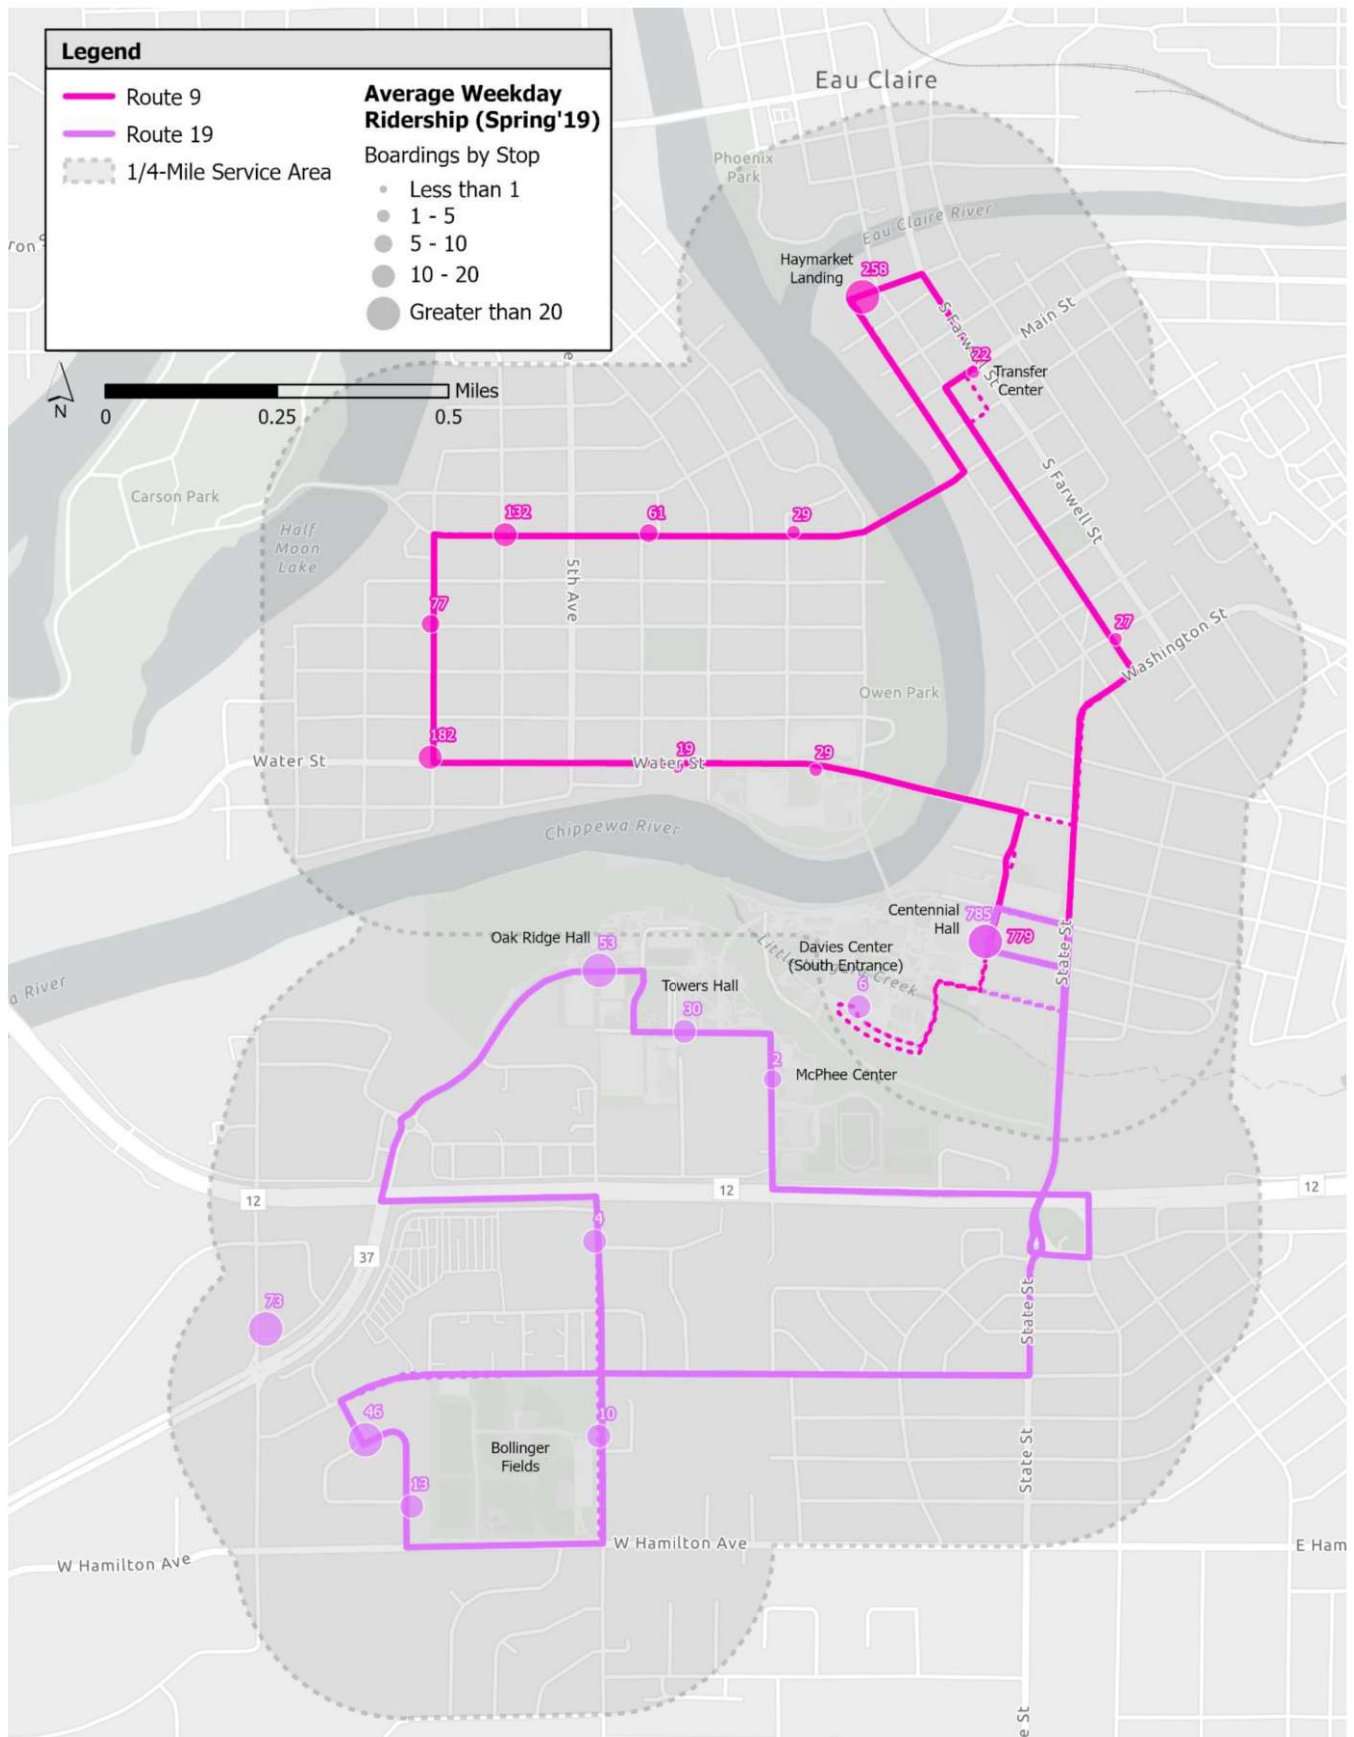 Legend
Route 9
Route 19
1/4-Mile Service Area
Average Weekday
Ridership (Spring'19)
Boardings by Stop
Less than 1
1 - 5
5 - 10
10 - 20
Greater than 20
N
0
0.25
0.5
Miles
Eau Claire
Phoenix
Park
Eau Claire River
Haymarket
Landing
258
S Farwell St
Main St
22
Transfer
Center
Carson Park
Half
Moon
Lake
132
61
29
S Farwell St
5th Ave
77
27
Washington St
Owen Park
182
Water St
19
Water St
29
Chippewa River
Centennial
Hall
785
779
State St
Oak Ridge Hall
53
Davies Center
(South Entrance)
6
Little Niagara Creek
Towers Hall
30
a River
2
McPhee Center
12
12
12
37
4
73
State St
46
10
13
Bollinger
Fields
State St
W Hamilton Ave
W Hamilton Ave
E Ham
e St